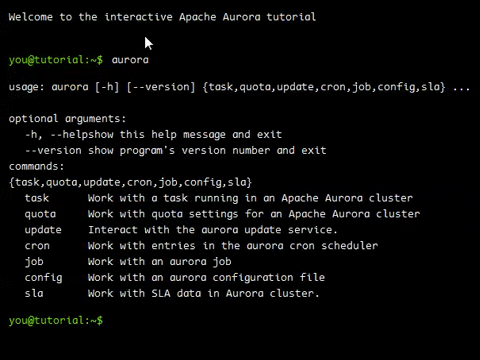 Welcome to the interactive Apache Aurora tutorial
you@tutorial:~$ aurora
usage: aurora [-h] [--version] {task,quota,update,cron,job,config,sla} ...
optional arguments:
-h, --helpshow this help message and exit
--version show program's version number and exit
commands:
{task,quota,update,cron,job,config,sla}
task Work with a task running in an Apache Aurora cluster
quota Work with quota settings for an Apache Aurora cluster
update Interact with the aurora update service.
cron Work with entries in the aurora cron scheduler
job Work with an aurora job
config Work with an aurora configuration file
sla Work with SLA data in Aurora cluster.
you@tutorial:~$